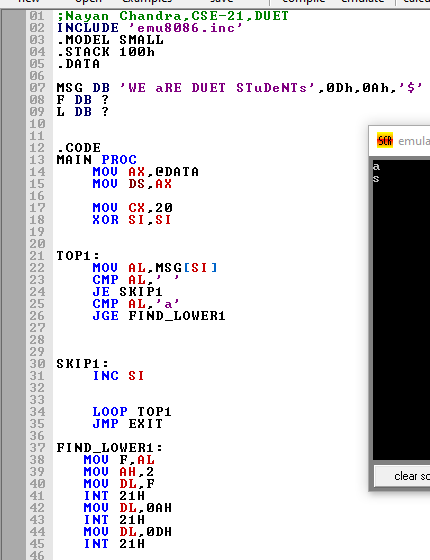 new open examples save compile emulate
01 ;Nayan Chandra,CSE-21,DUET
02 INCLUDE 'emu8086.inc'
03 .MODEL SMALL
04 .STACK 100h
05 .DATA
06
07 MSG DB 'WE aRE DUET STuDeNTs',0Dh,0Ah,'$'
08 F DB ?
09 L DB ?
10
11
12 .CODE
13 MAIN PROC
14 MOV AX,@DATA
15 MOV DS,AX
16
17 MOV CX,20
18 XOR SI,SI
19
20
21 TOP1:
22 MOV AL,MSG[SI]
23 CMP AL,' '
24 JE SKIP1
25 CMP AL,'a'
26 JGE FIND_LOWER1
27
28
29
30 SKIP1:
31 INC SI
32
33
34 LOOP TOP1
35 JMP EXIT
36
37 FIND_LOWER1:
38 MOV F,AL
39 MOV AH,2
40 MOV DL,F
41 INT 21H
42 MOV DL,0AH
43 INT 21H
44 MOV DL,0DH
45 INT 21H
46
SCR emula
a
s
clear sc